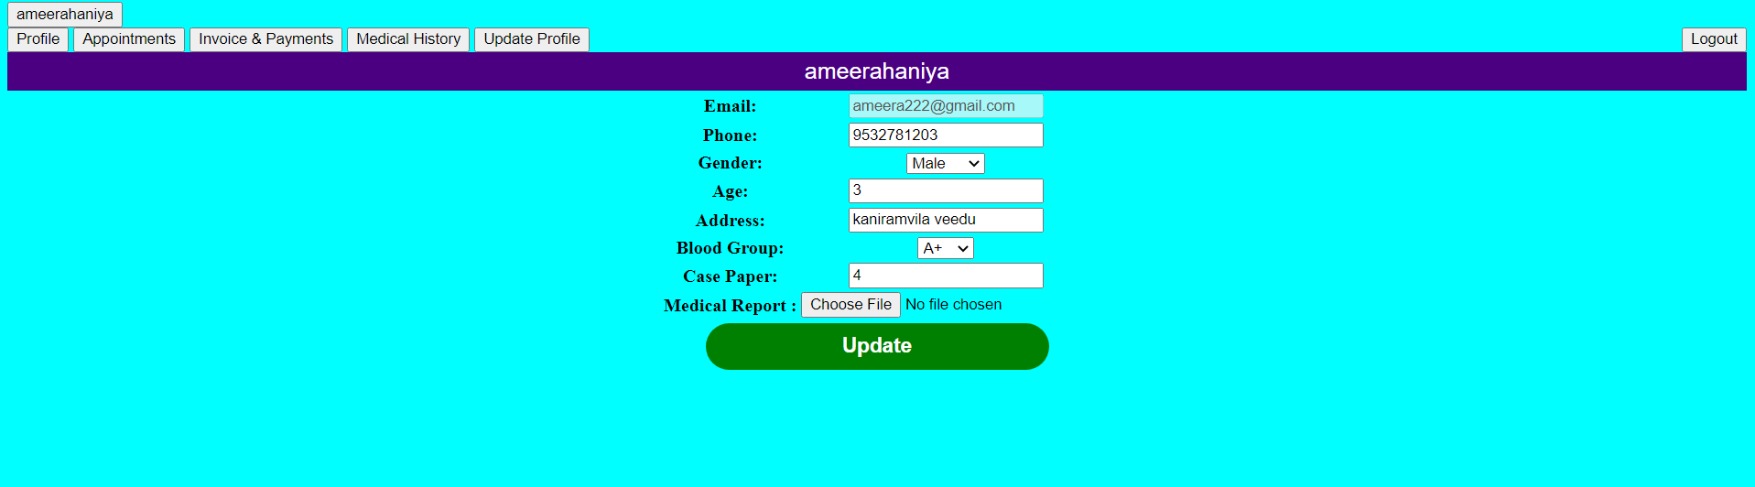 ameerahaniya
Profile Appointments Invoice & Payments Medical History Update Profile Logout
ameerahaniya
Email: ameera222@gmail.com
Phone: 9532781203
Gender: Male
Age: 3
Address: kaniramvila veedu
Blood Group: A+
Case Paper: 4
Medical Report : Choose File No file chosen
Update